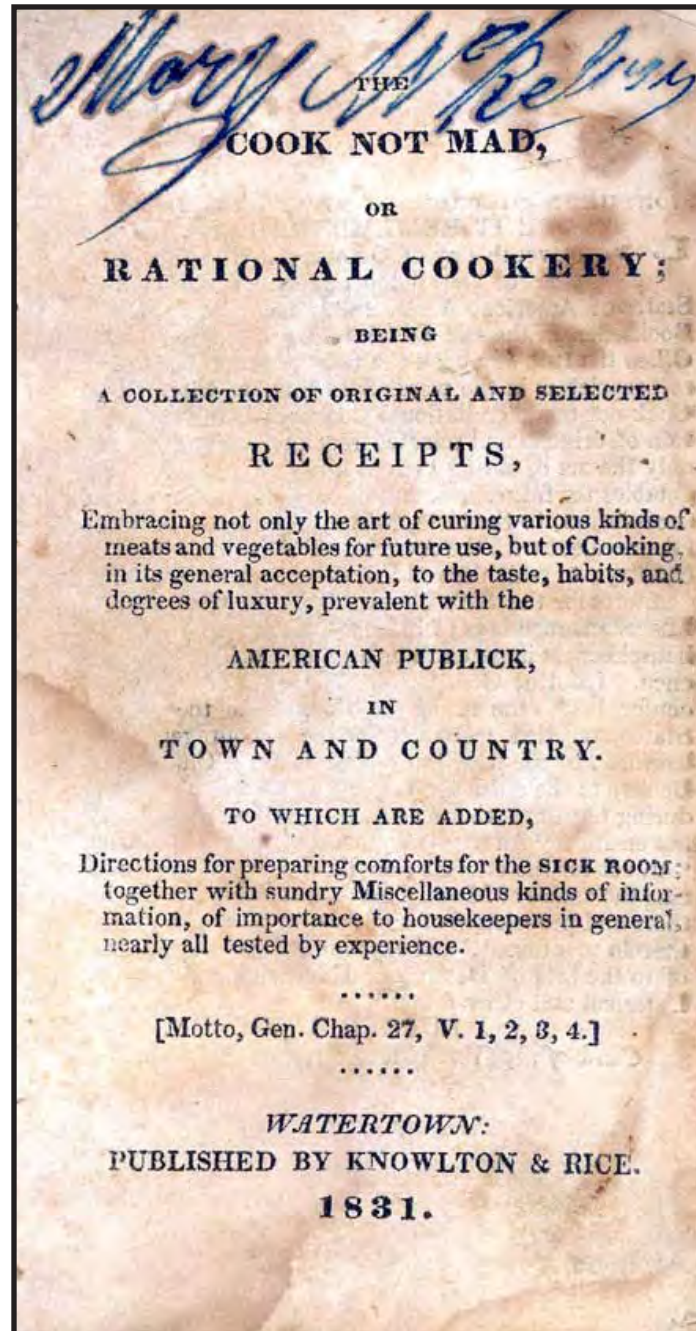 Mary
THE
COOK NOT MAD,
OR
RATIONAL COOKERY;
BEING
A COLLECTION OF ORIGINAL AND SELECTED
RECEIPTS,
Embracing not only the art of curing various kinds of
meats and vegetables for future use, but of Cooking,
in its general acceptation, to the taste, habits, and
degrees of luxury, prevalent with the
AMERICAN PUBLICK,
IN
TOWN AND COUNTRY.
TO WHICH ARE ADDED,
Directions for preparing comforts for the SICK ROOM;
together with sundry Miscellaneous kinds of infor-
mation, of importance to housekeepers in general,
nearly all tested by experience.
......
[Motto, Gen. Chap. 27, V. 1, 2, 3, 4.]
......
WATERTOWN:
PUBLISHED BY KNOWLTON & RICE.
1831.